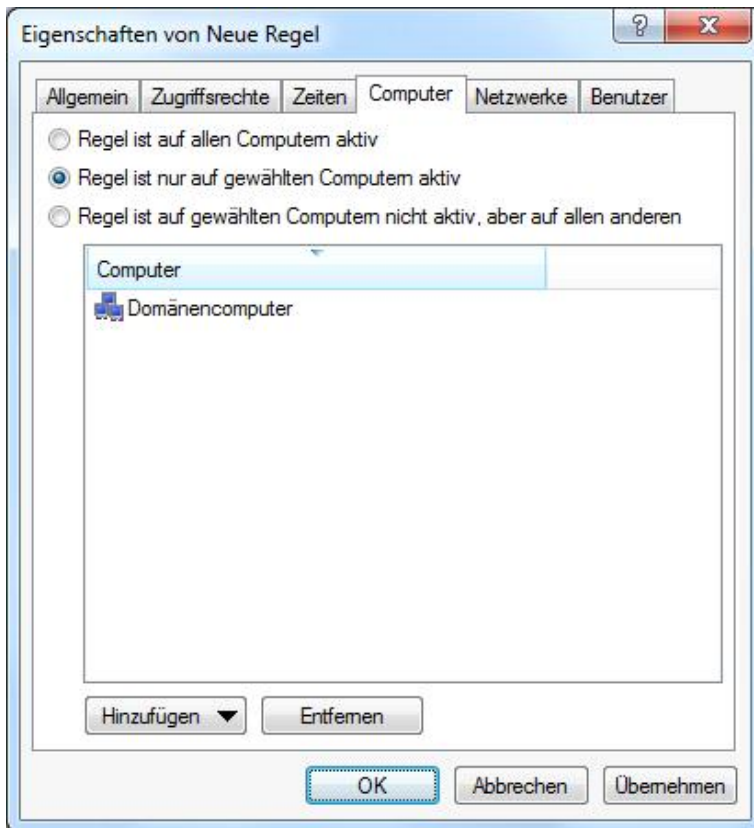 Eigenschaften von Neue Regel
Allgemein Zugriffsrechte Zeiten Computer Netzwerke Benutzer
Regel ist auf allen Computern aktiv
Regel ist nur auf gewählten Computern aktiv
Regel ist auf gewählten Computern nicht aktiv, aber auf allen anderen
Computer
Domänencomputer
Hinzufügen Entfernen
OK Abbrechen Übernehmen